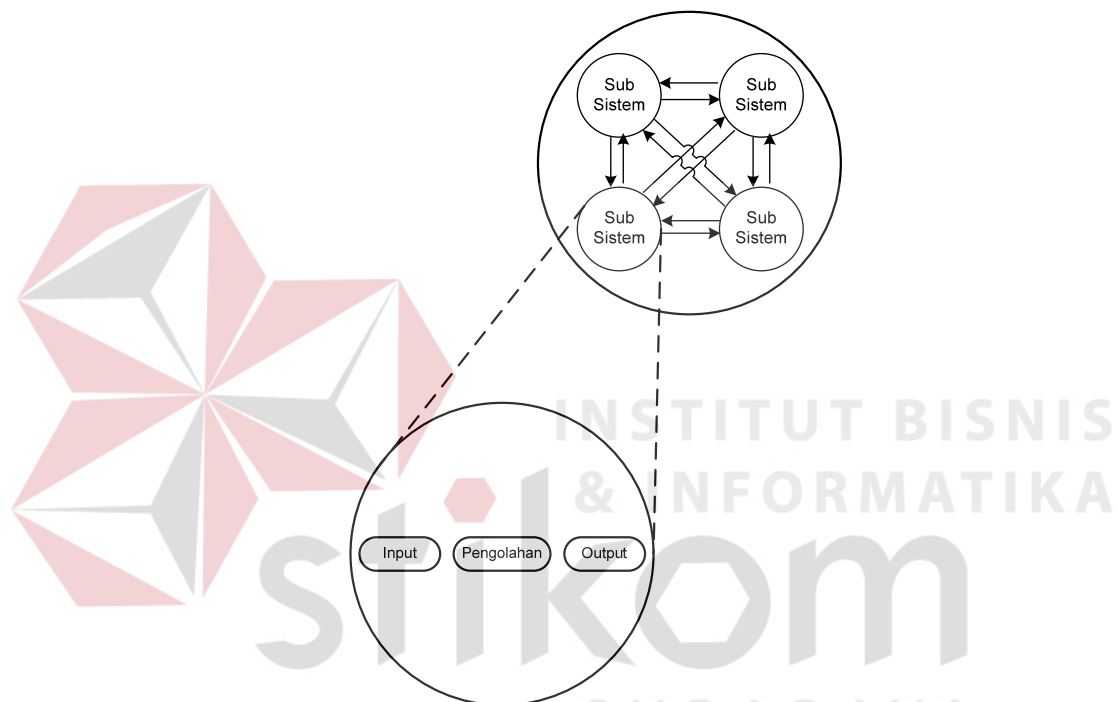 Sub
Sistem
Sub
Sistem
Sub
Sistem
Sub
Sistem
INSTITUT BISNIS
& INFORMATIKA
stikom
Input
Pengolahan
Output